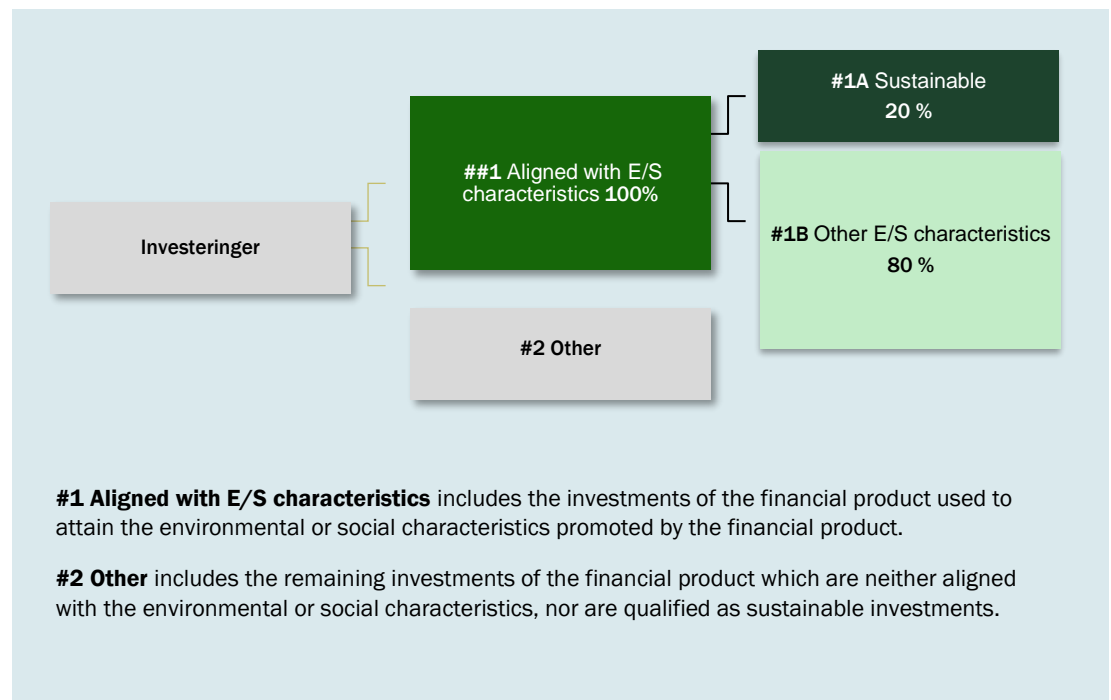 #1A Sustainable
20 %
##1 Aligned with E/S
characteristics 100%
Investeringer
#1B Other E/S characteristics
80 %
#2 Other
#1 Aligned with E/S characteristics includes the investments of the financial product used to
attain the environmental or social characteristics promoted by the financial product.
#2 Other includes the remaining investments of the financial product which are neither aligned
with the environmental or social characteristics, nor are qualified as sustainable investments.